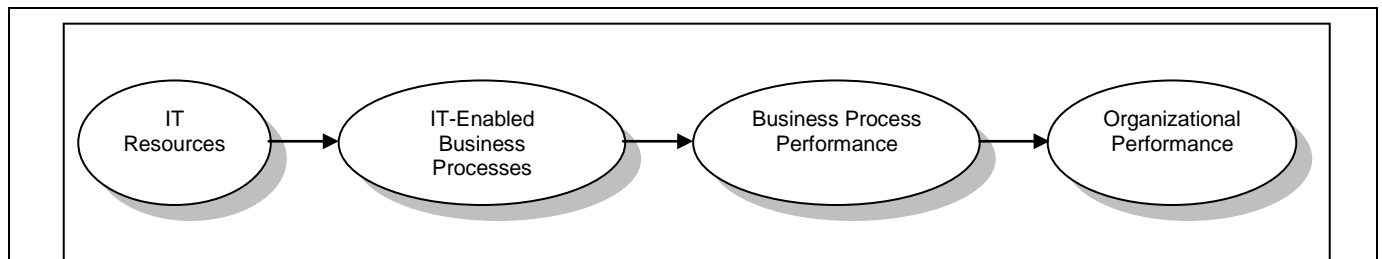 IT
Resources
IT-Enabled
Business
Processes
Business Process
Performance
Organizational
Performance